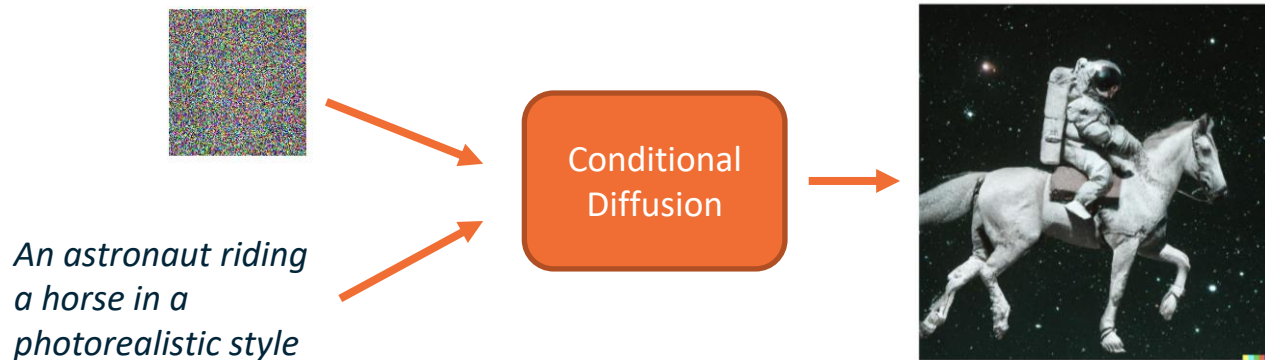 Conditional
Diffusion
An astronaut riding
a horse in a
photorealistic style